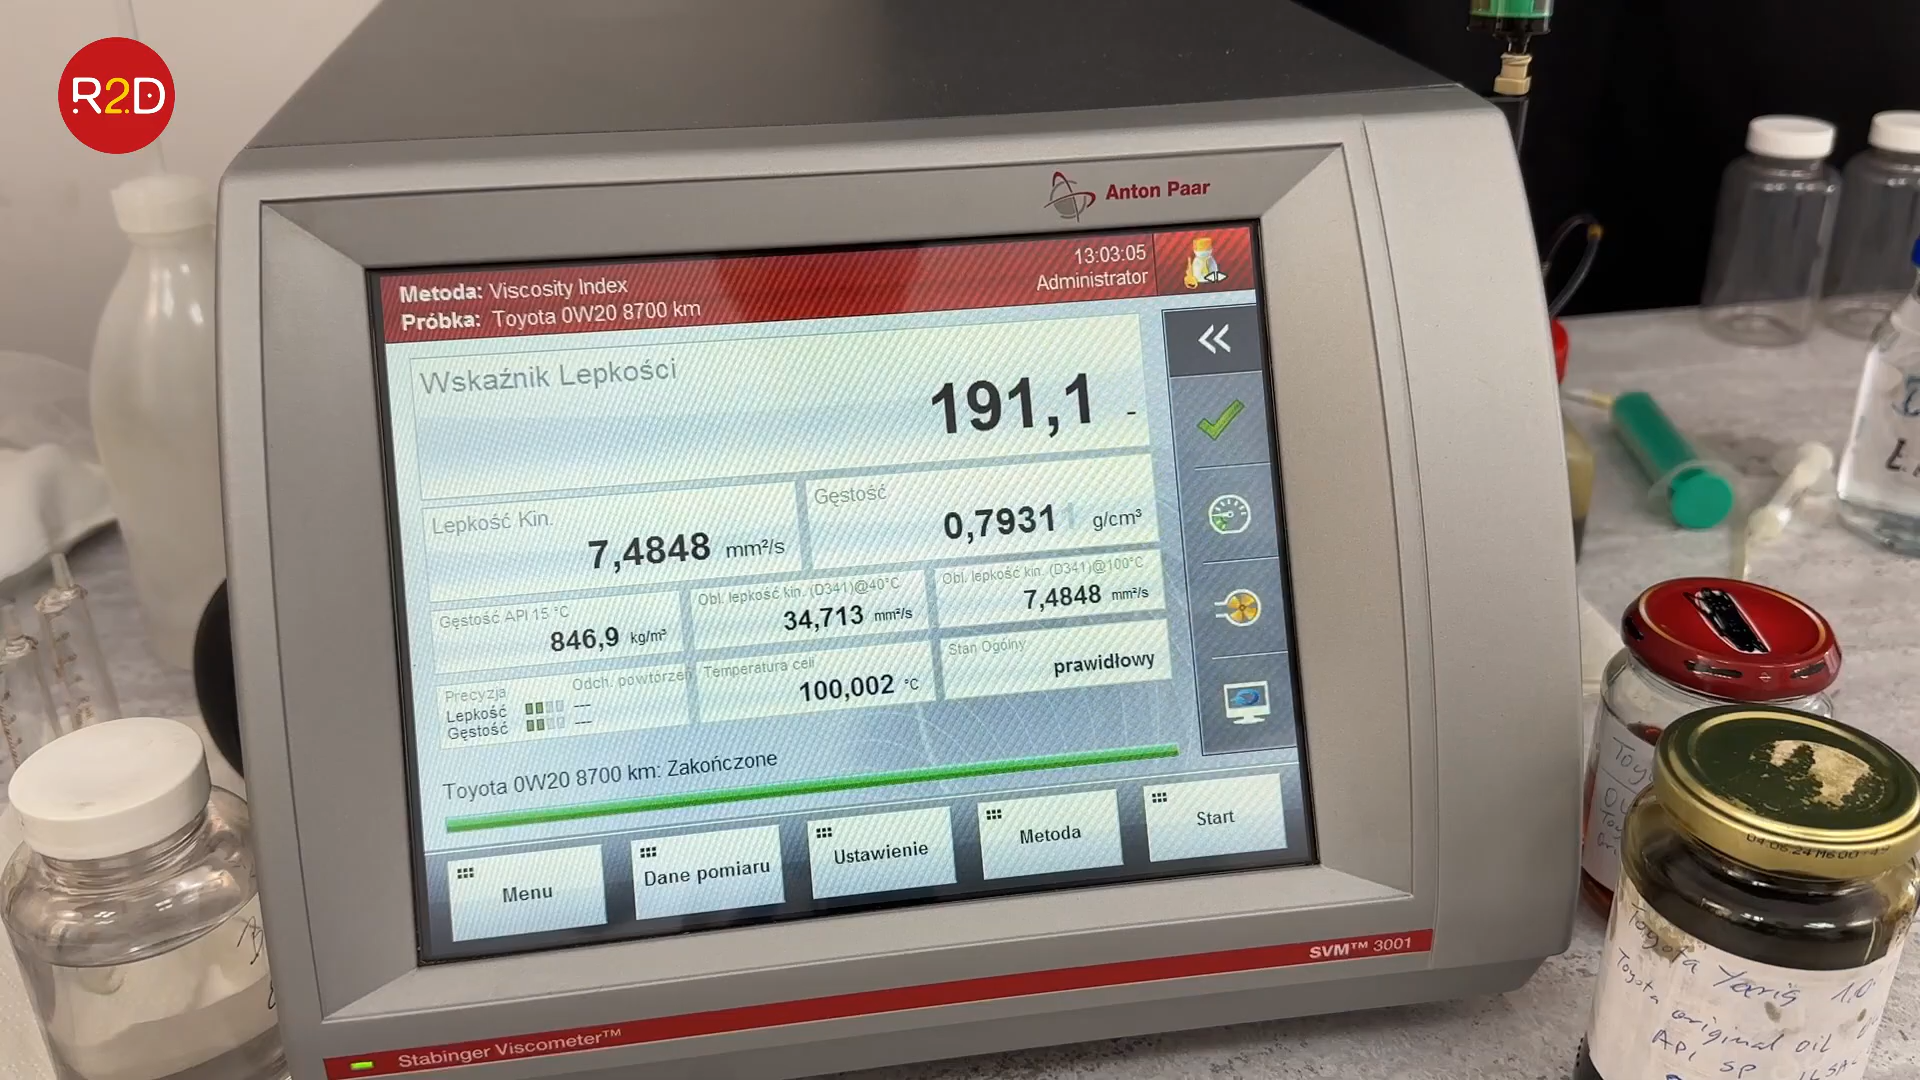 R2D
Anton Paar
Metoda: Viscosity Index
Próbka: Toyota 0W20 8700 km
13:03:05
Administrator
Wskaźnik Lepkości
191,1 -
Lepkość Kin.
7,4848 mm²/s
Gęstość
0,7931 g/cm³
Gęstość API 15 °C
846,9 kg/m³
Obl. lepkość kin. (D341)@40°C
34,713 mm²/s
Obl. lepkość kin. (D341)@100°C
7,4848 mm²/s
Precyzja
Odch. powtórzeń
Lepkość ---
Gęstość ---
Temperatura celi
100,002 °C
Stan Ogólny
prawidłowy
Toyota 0W20 8700 km: Zakończone
Menu
Dane pomiaru
Ustawienie
Metoda
Start
SVM™ 3001
Stabinger Viscometer™
Toyota Yaris 1,0
Toyota
original oil
API SP